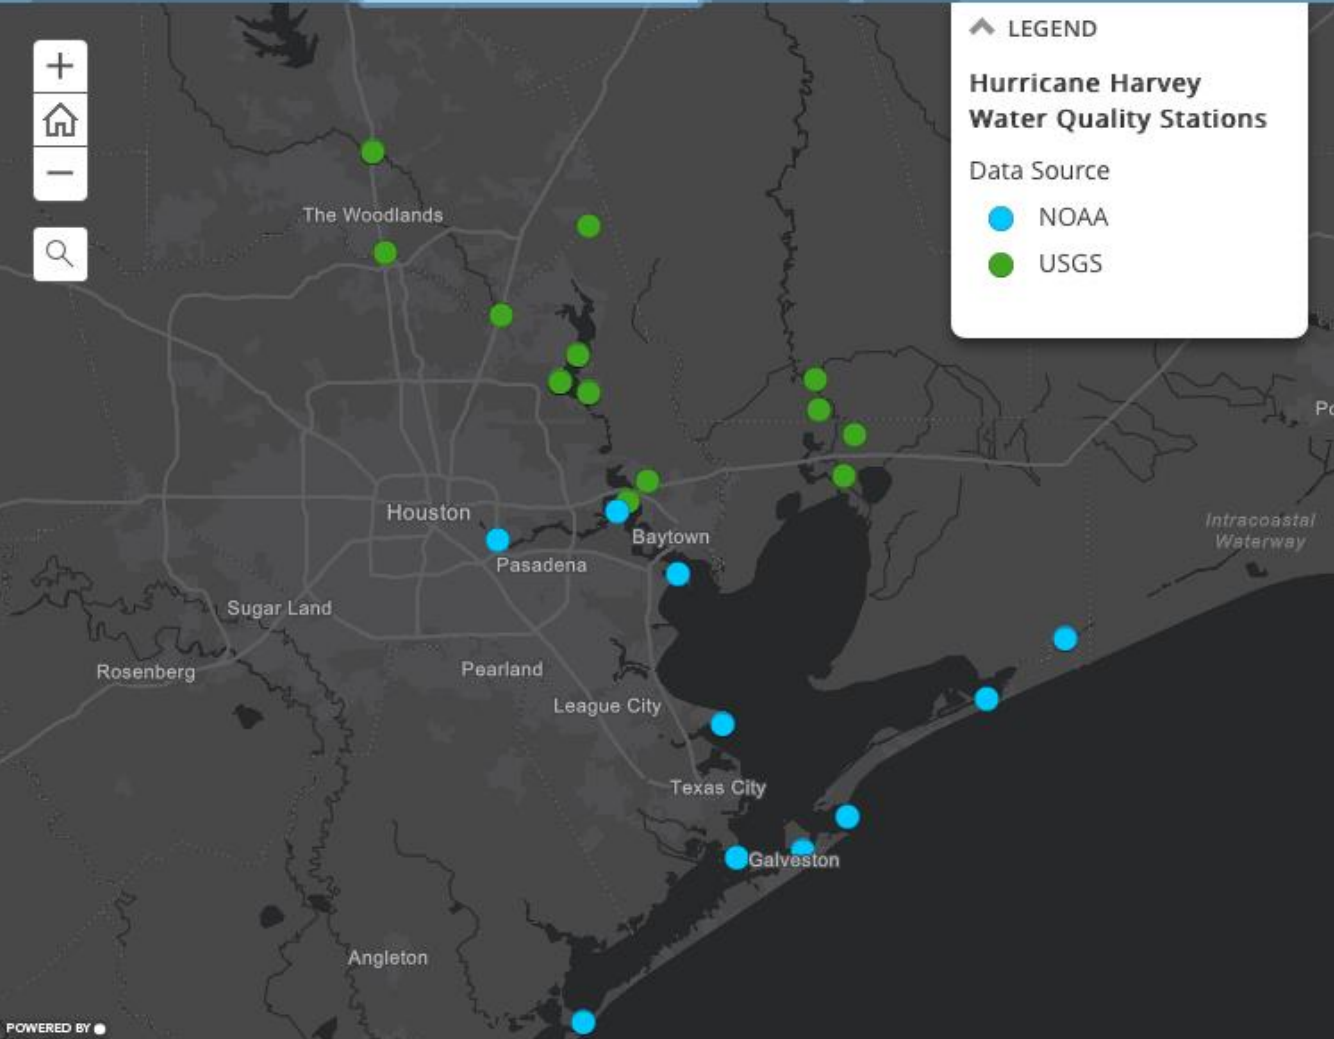 LEGEND
Hurricane Harvey
Water Quality Stations
Data Source
NOAA
USGS
The Woodlands
Houston
Baytown
Pasadena
Sugar Land
Rosenberg
Pearland
League City
Texas City
Galveston
Angleton
Intracoastal
Waterway
Po
POWERED BY